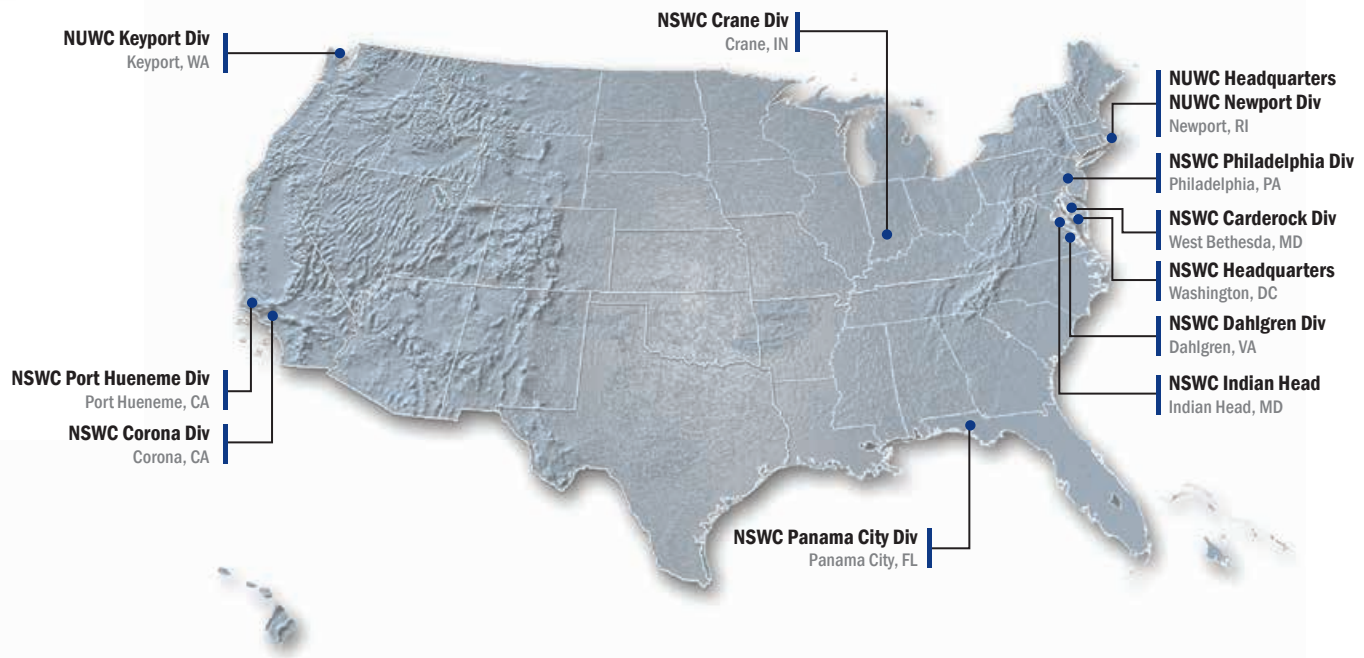 NUWC Keyport Div
Keyport, WA
NSWC Crane Div
Crane, IN
NUWC Headquarters
NUWC Newport Div
Newport, RI
NSWC Philadelphia Div
Philadelphia, PA
NSWC Carderock Div
West Bethesda, MD
NSWC Headquarters
Washington, DC
NSWC Dahlgren Div
Dahlgren, VA
NSWC Indian Head
Indian Head, MD
NSWC Port Hueneme Div
Port Hueneme, CA
NSWC Corona Div
Corona, CA
NSWC Panama City Div
Panama City, FL